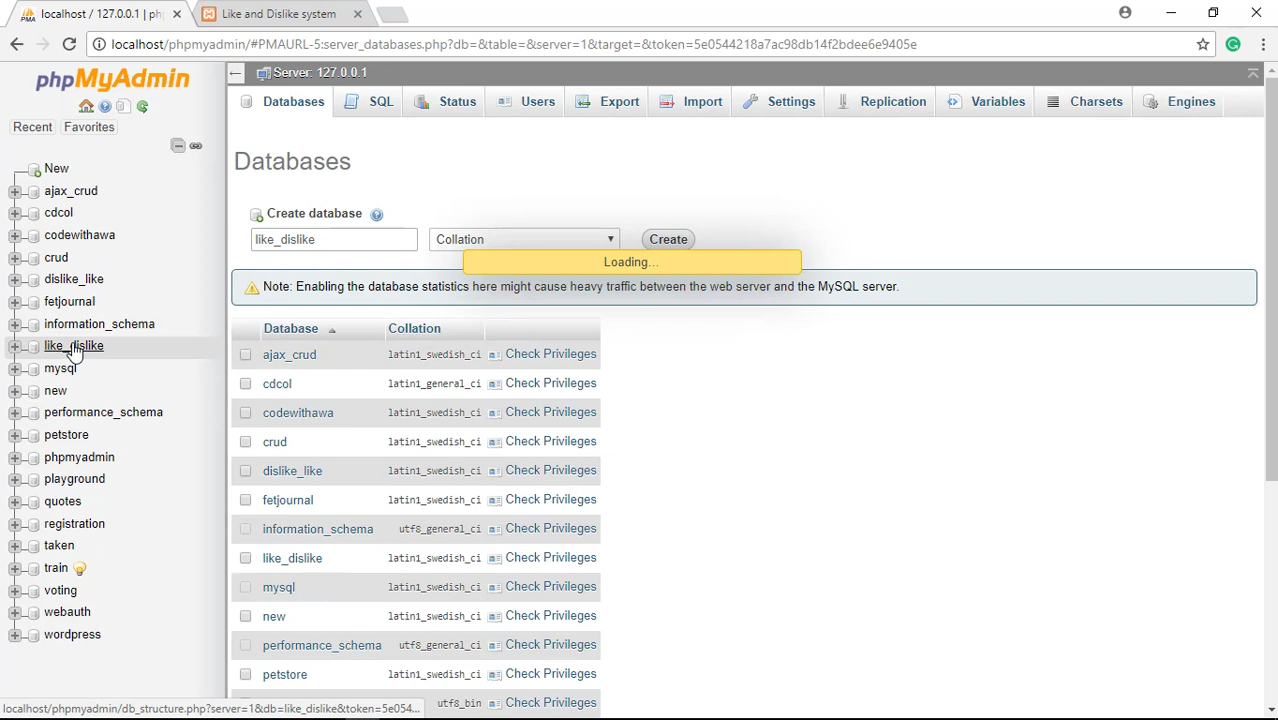 localhost / 127.0.0.1 | ph
Like and Dislike system
localhost/phpmyadmin/#PMAURL-5:server_databases.php?db=&table=&server=1&target=&token=5e0544218a7ac98db14f2bdee6e9405e
phpMyAdmin
Recent
Favorites
New
ajax_crud
cdcol
codewithawa
crud
dislike_like
fetjournal
information_schema
like_dislike
mysql
new
performance_schema
petstore
phpmyadmin
playground
quotes
registration
taken
train
voting
webauth
wordpress
Server: 127.0.0.1
Databases
SQL
Status
Users
Export
Import
Settings
Replication
Variables
Charsets
Engines
Databases
Create database
like_dislike
Collation
Create
Loading…
Note: Enabling the database statistics here might cause heavy traffic between the web server and the MySQL server.
Database Collation
ajax_crud latin1_swedish_ci Check Privileges
cdcol latin1_general_ci Check Privileges
codewithawa latin1_swedish_ci Check Privileges
crud latin1_swedish_ci Check Privileges
dislike_like latin1_swedish_ci Check Privileges
fetjournal latin1_swedish_ci Check Privileges
information_schema utf8_general_ci Check Privileges
like_dislike latin1_swedish_ci Check Privileges
mysql latin1_swedish_ci Check Privileges
new latin1_swedish_ci Check Privileges
performance_schema utf8_general_ci Check Privileges
petstore latin1_swedish_ci Check Privileges
utf8_bin Check Privileges
localhost/phpmyadmin/db_structure.php?server=1&db=like_dislike&token=5e054...